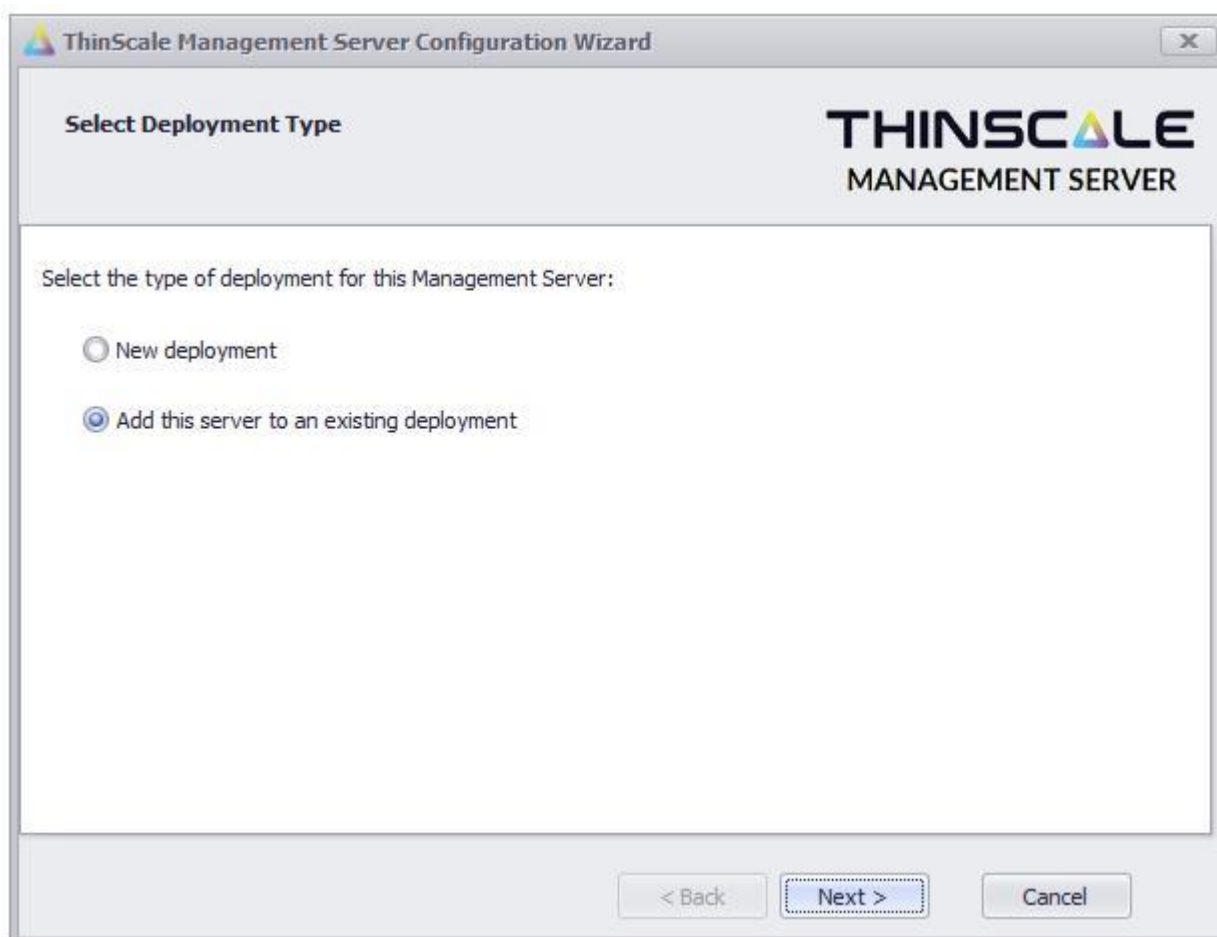 ThinScale Management Server Configuration Wizard
Select Deployment Type
THINSCALE
MANAGEMENT SERVER
Select the type of deployment for this Management Server:
New deployment
Add this server to an existing deployment
< Back Next > Cancel